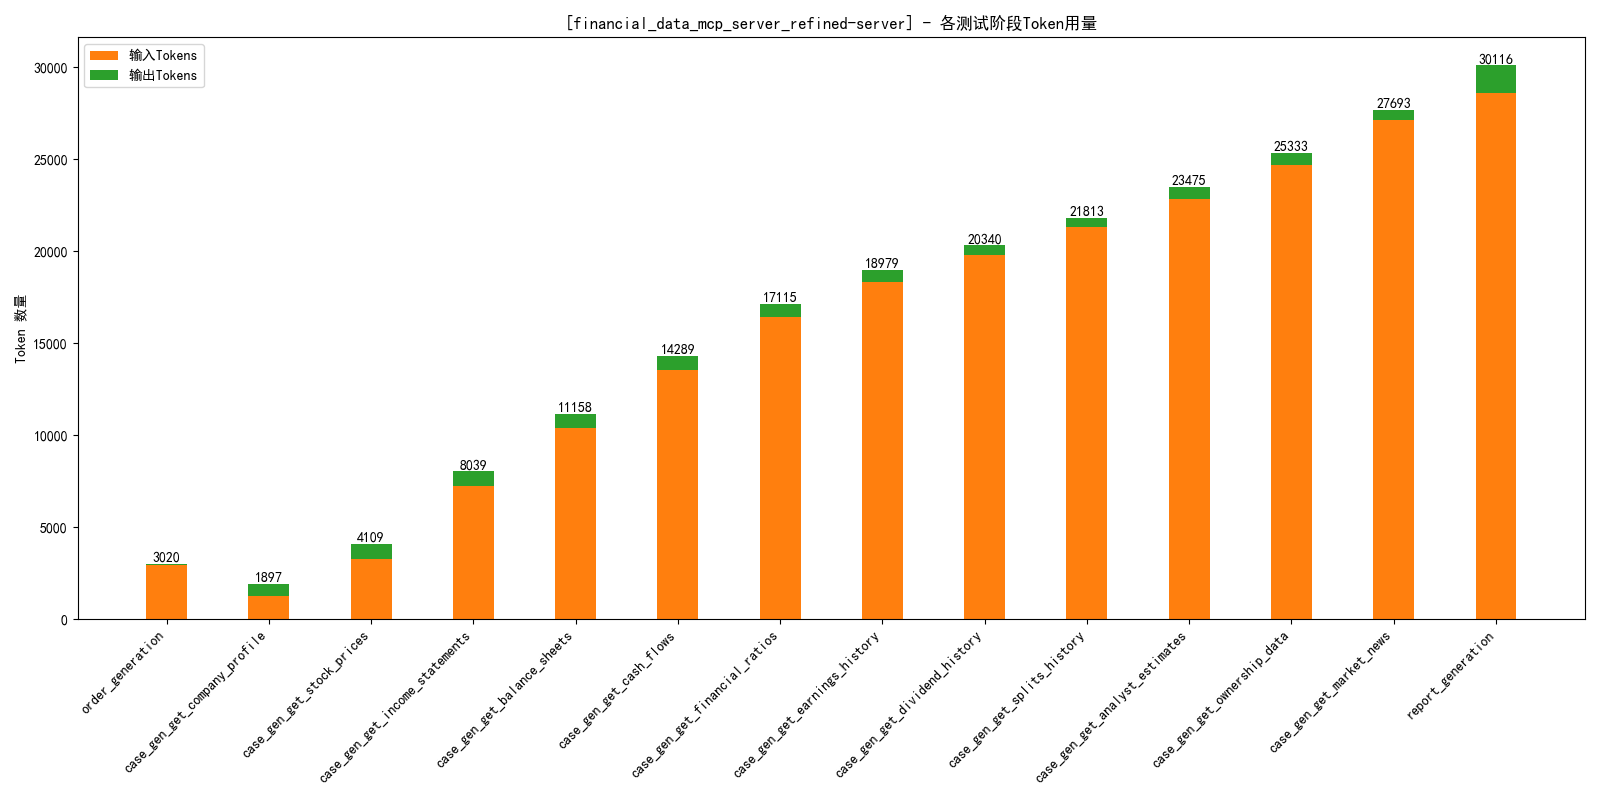 [financial_data_mcp_server_refined-server] - 各测试阶段Token用量
输入Tokens
输出Tokens
Token 数量
30000
25000
20000
15000
10000
5000
0
3020
1897
4109
8039
11158
14289
17115
18979
20340
21813
23475
25333
27693
30116
order_generation
case_gen_get_company_profile
case_gen_get_stock_prices
case_gen_get_income_statements
case_gen_get_balance_sheets
case_gen_get_cash_flows
case_gen_get_financial_ratios
case_gen_get_earnings_history
case_gen_get_dividend_history
case_gen_get_splits_history
case_gen_get_analyst_estimates
case_gen_get_ownership_data
case_gen_get_market_news
report_generation